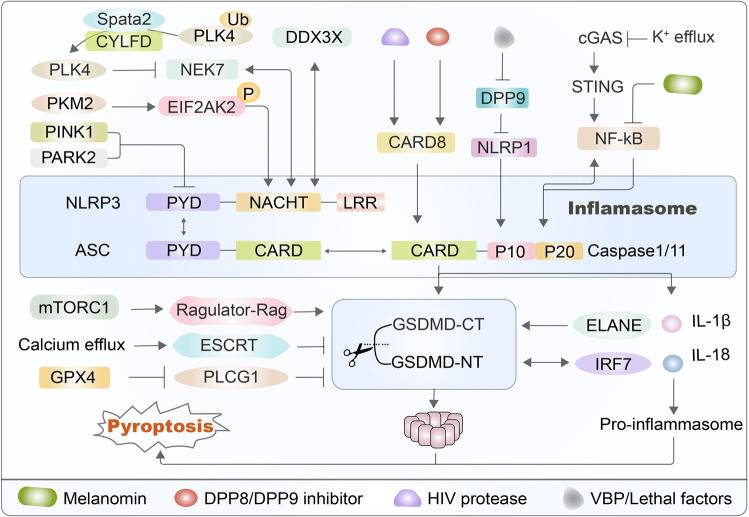 Spata2
CYLFD
Ub
PLK4
DDX3X
cGAS
K+ efflux
PLK4
NEK7
STING
DPP9
PKM2
EIF2AK2
P
PINK1
PARK2
CARD8
NLRP1
NF-kB
NLRP3
PYD
NACHT
LRR
Inflamasome
ASC
PYD
CARD
CARD
P10
P20
Caspase1/11
mTORC1
Ragulator-Rag
GSDMD-CT
ELANE
IL-1β
Calcium efflux
ESCRT
GSDMD-NT
IRF7
IL-18
GPX4
PLCG1
Pyroptosis
Pro-inflammasome
Melanomin
DPP8/DPP9 inhibitor
HIV protease
VBP/Lethal factors